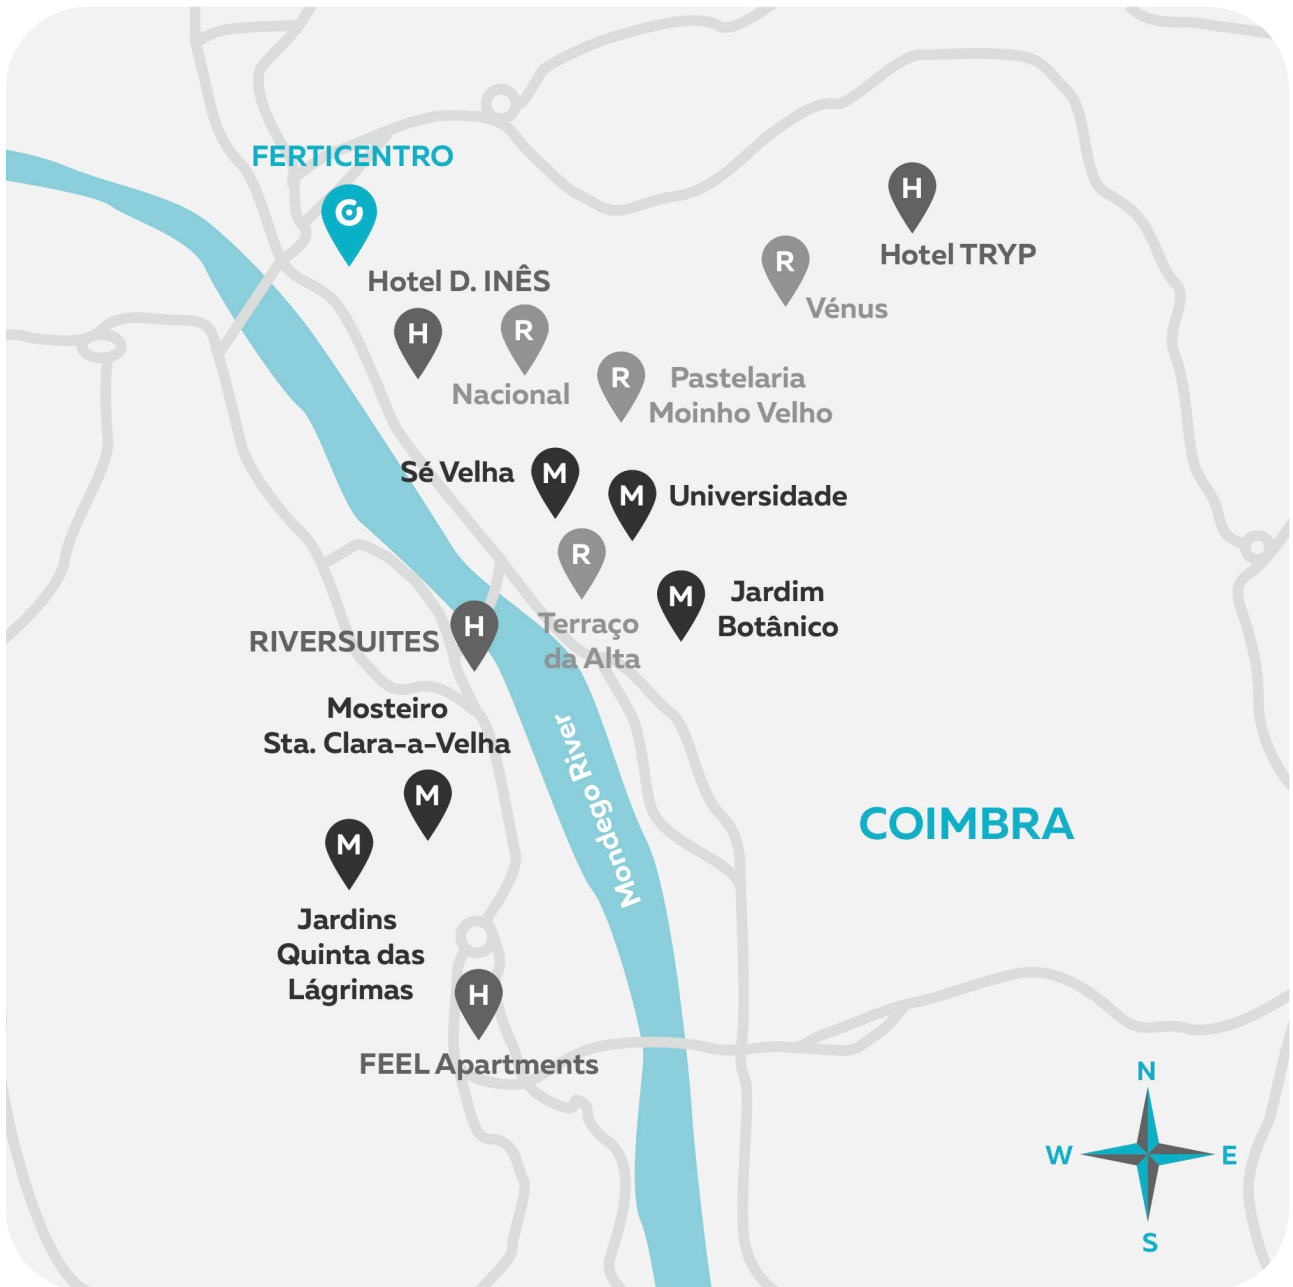 FERTICENTRO
H
Hotel TRYP
R
Vénus
Hotel D. INÊS
H
R
Nacional
R
Pastelaria
Moinho Velho
Sé Velha
M
M
Universidade
R
Terraço
da Alta
M
Jardim
Botânico
RIVERSUITES
H
Mosteiro
Sta. Clara-a-Velha
M
Mondego River
COIMBRA
M
Jardins
Quinta das
Lágrimas
H
FEEL Apartments
N
W
E
S